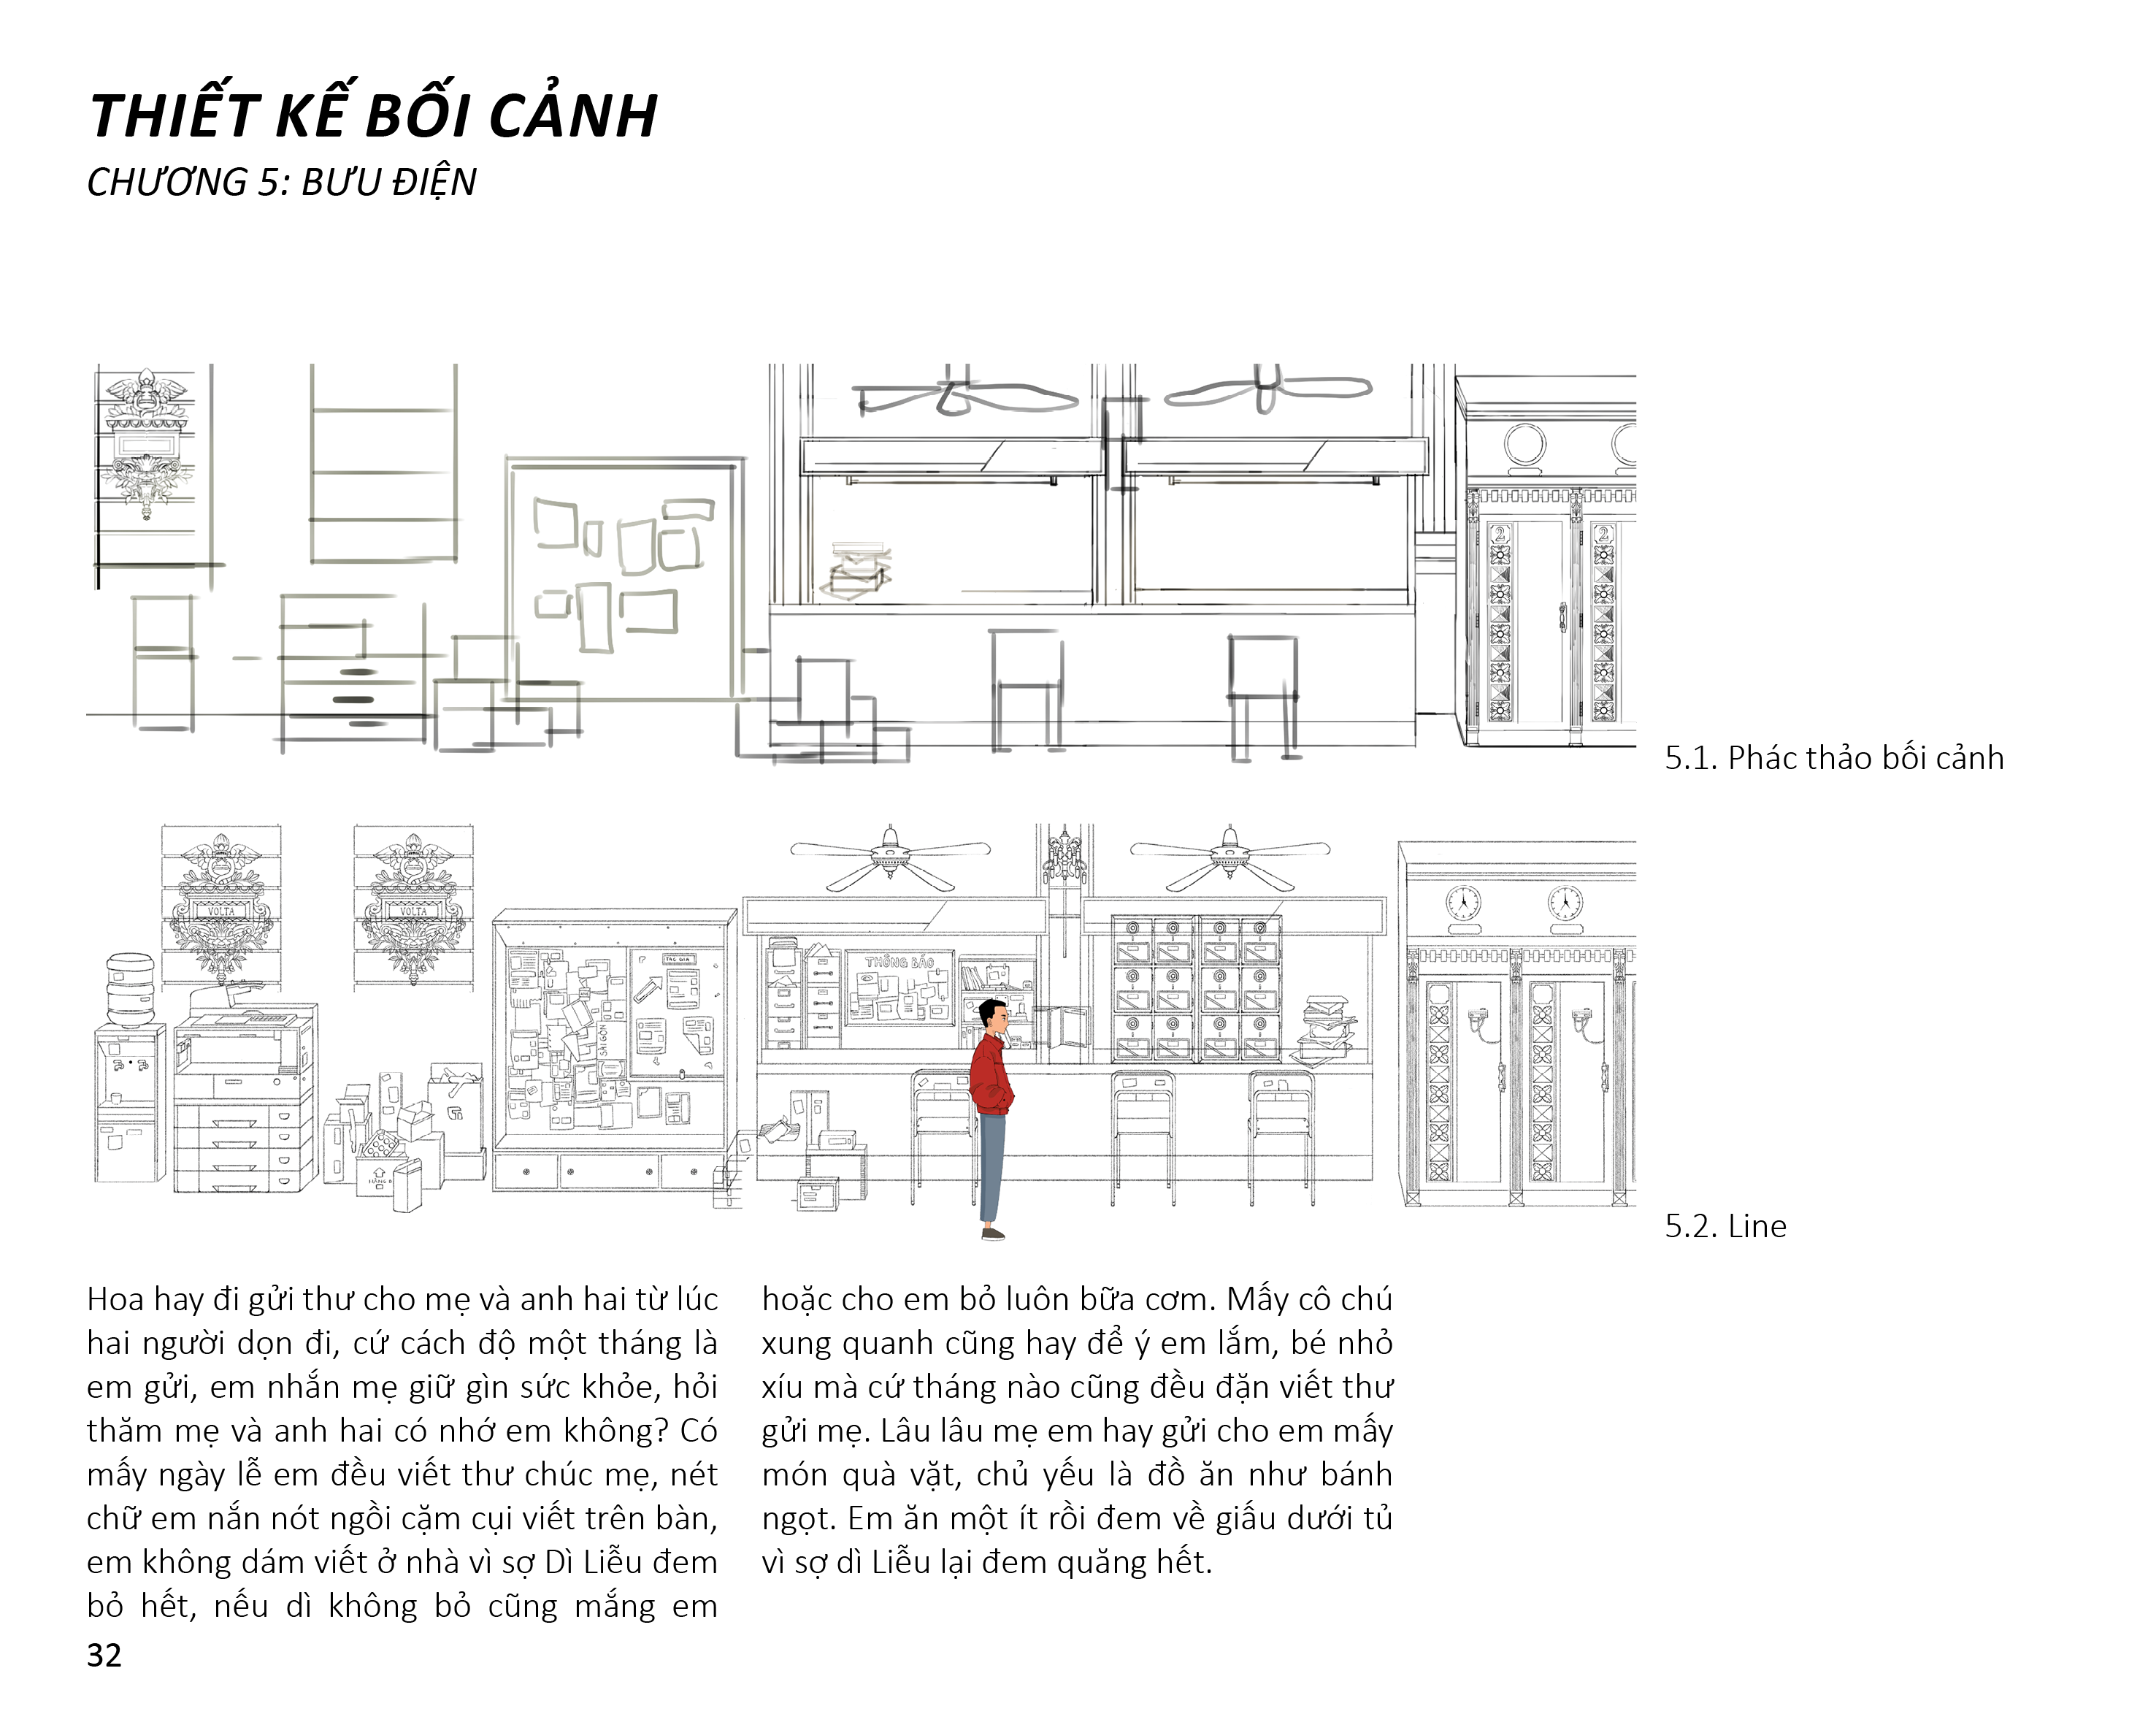 THIẾT KẾ BỐI CẢNH
CHƯƠNG 5: BƯU ĐIỆN
2
2
5.1. Phác thảo bối cảnh
VOLTA
VOLTA
TÁC GIẢ
THÔNG BÁO
SAIGON
5.2. Line
Hoa hay đi gửi thư cho mẹ và anh hai từ lúc
hai người dọn đi, cứ cách độ một tháng là
em gửi, em nhắn mẹ giữ gìn sức khỏe, hỏi
thăm mẹ và anh hai có nhớ em không? Có
mấy ngày lễ em đều viết thư chúc mẹ, nét
chữ em nắn nót ngồi cặm cụi viết trên bàn,
em không dám viết ở nhà vì sợ Dì Liễu đem
bỏ hết, nếu dì không bỏ cũng mắng em
hoặc cho em bỏ luôn bữa cơm. Mấy cô chú
xung quanh cũng hay để ý em lắm, bé nhỏ
xíu mà cứ tháng nào cũng đều đặn viết thư
gửi mẹ. Lâu lâu mẹ em hay gửi cho em mấy
món quà vặt, chủ yếu là đồ ăn như bánh
ngọt. Em ăn một ít rồi đem về giấu dưới tủ
vì sợ dì Liễu lại đem quăng hết.
32